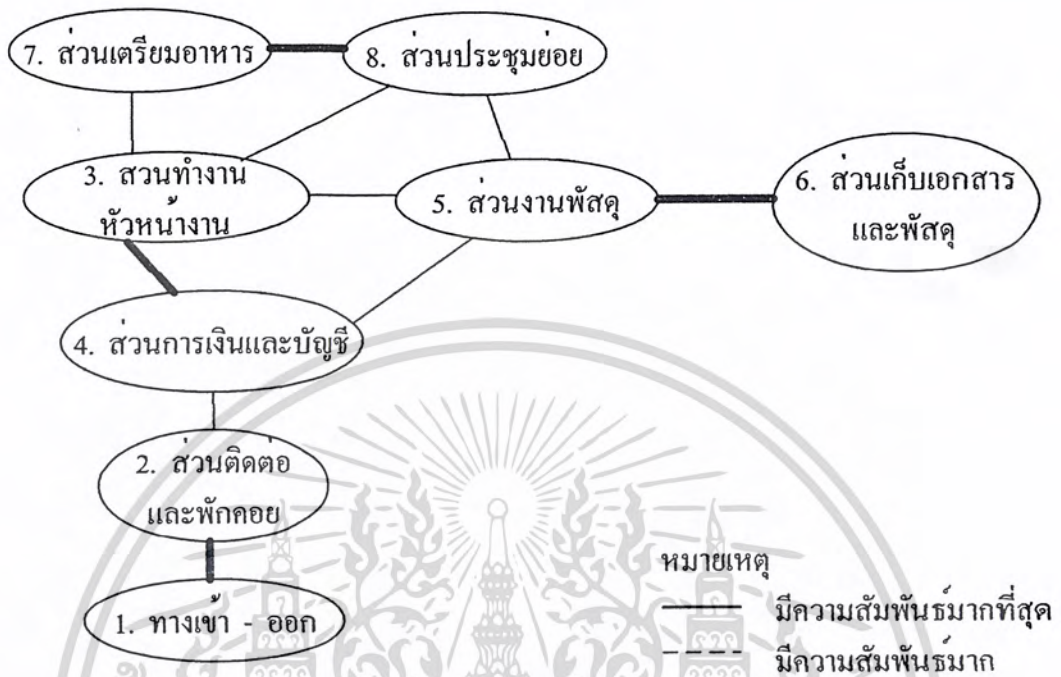 7. ส่วนเตรียมอาหาร
8. ส่วนประชุมย่อย
3. สวนทำงาน
หัวหน้างาน
5. ส่วนงานพัสดุ
6. ส่วนเก็บเอกสาร
และพัสดุ
4. ส่วนการเงินและบัญชี
2. ส่วนติดต่อ
และพักคอย
1. ทางเข้า - ออก
หมายเหตุ
มีความสัมพันธ์มากที่สุด
มีความสัมพันธ์มาก